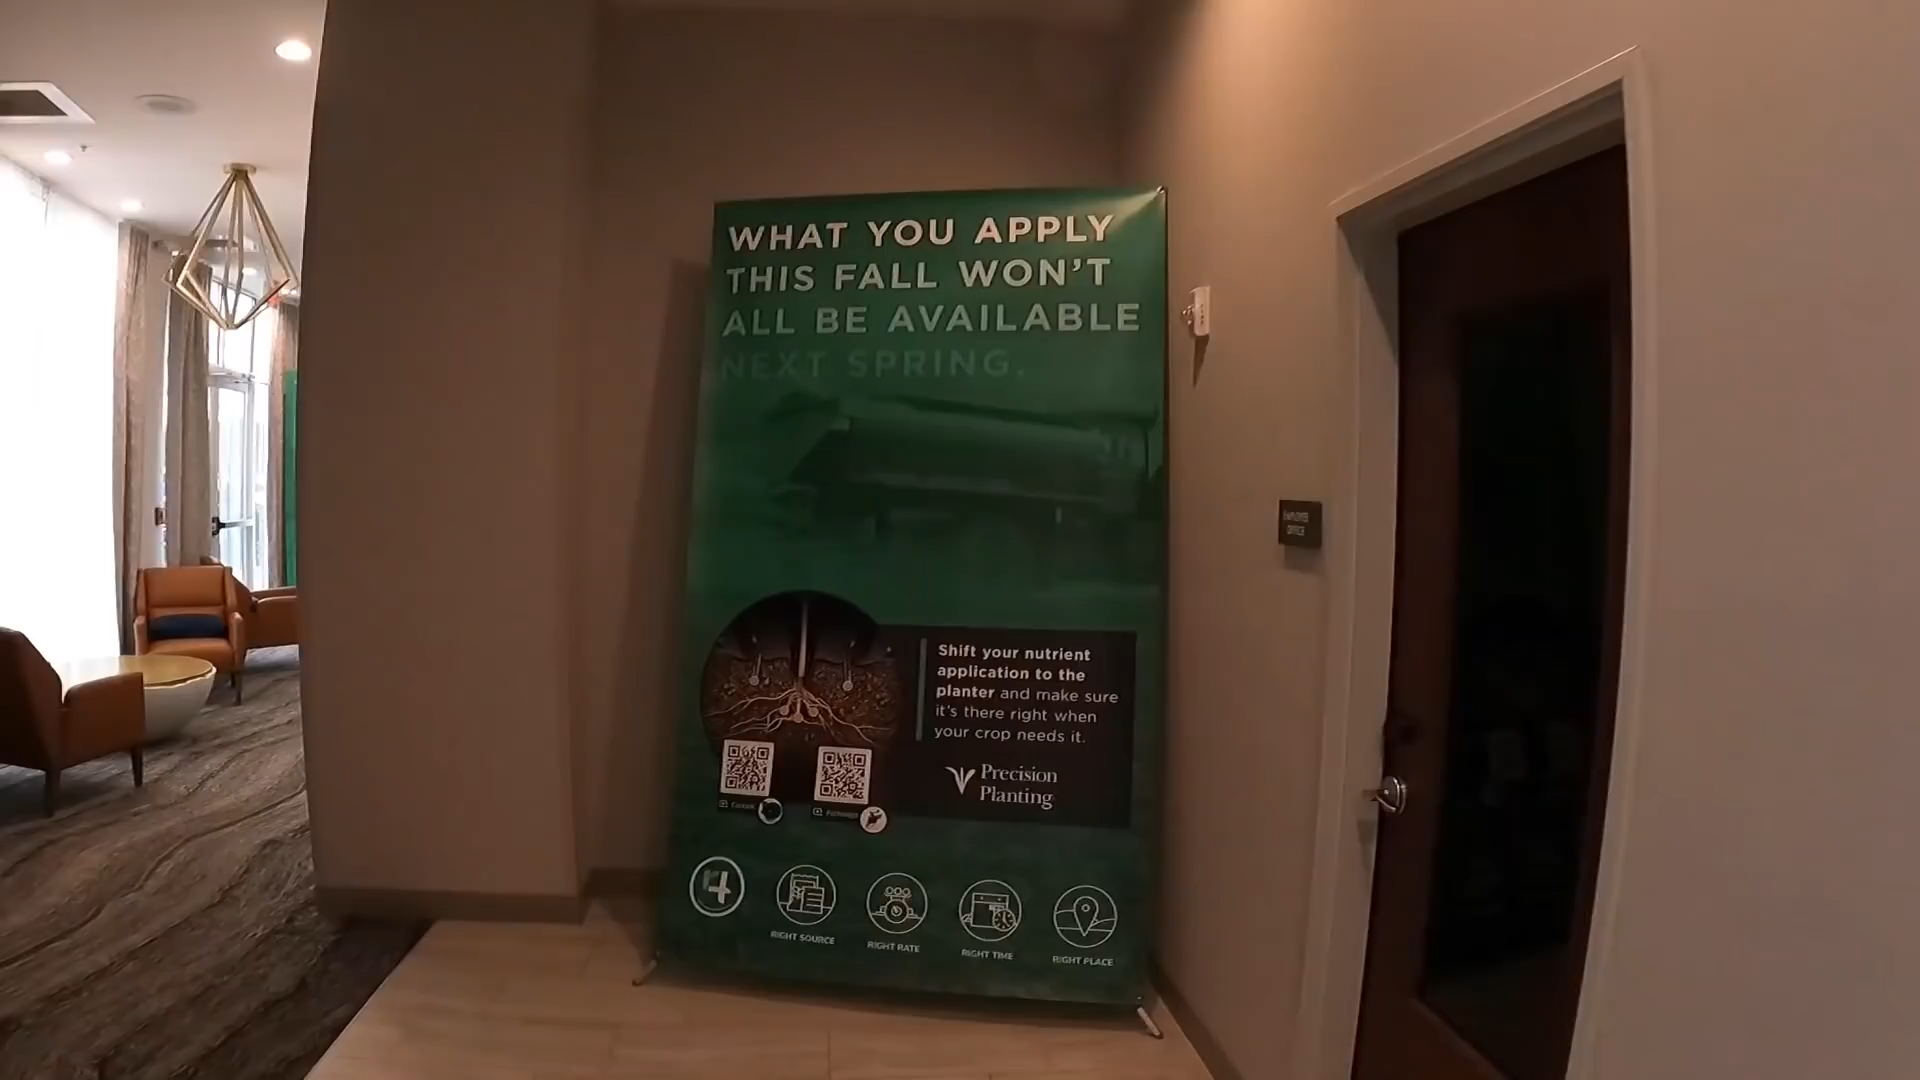 WHAT YOU APPLY
THIS FALL WON'T
ALL BE AVAILABLE
NEXT SPRING.
Shift your nutrient
application to the
planter and make sure
it's there right when
your crop needs it.
Precision
Planting
RIGHT SOURCE
RIGHT RATE
RIGHT TIME
RIGHT PLACE
EMPLOYEE
OFFICE